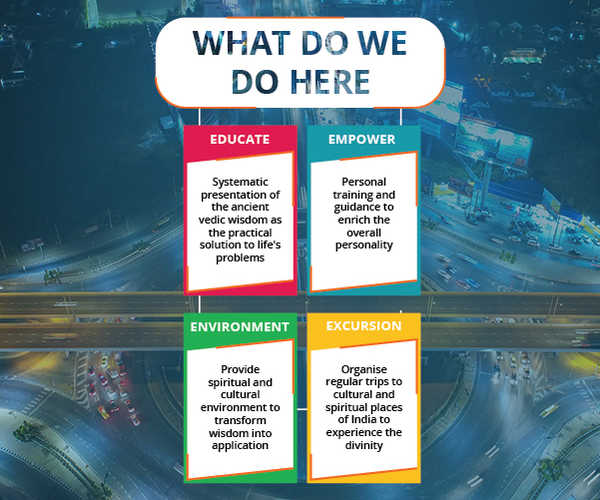 WHAT DO WE
DO HERE
EDUCATE
Systematic
presentation of
the ancient
vedic wisdom as
the practical
solution to life's
problems
EMPOWER
Personal
training and
guidance to
enrich the
overall
personality
ENVIRONMENT
Provide
spiritual and
cultural
environment to
transform
wisdom into
application
EXCURSION
Organise
regular trips to
cultural and
spiritual places
of India to
experience the
divinity